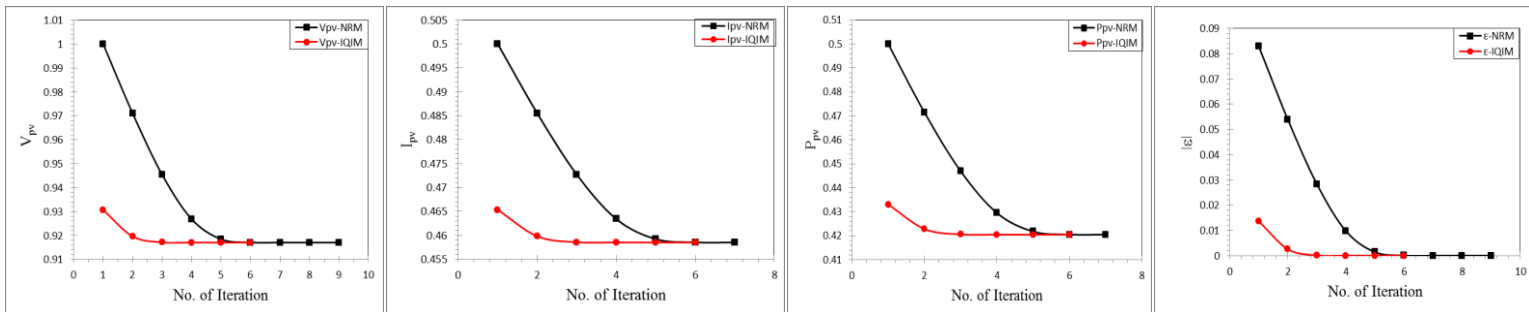 1.01
1
0.99
0.98
0.97
0.96
0.95
0.94
0.93
0.92
0.91
V_pv
0 1 2 3 4 5 6 7 8 9 10
No. of Iteration
Vpv-NRM
Vpv-IQIM
0.505
0.5
0.495
0.49
0.485
0.48
0.475
0.47
0.465
0.46
0.455
I_pv
0 2 4 6 8
No. of Iteration
Ipv-NRM
Ipv-IQIM
0.51
0.5
0.49
0.48
0.47
0.46
0.45
0.44
0.43
0.42
0.41
P_pv
0 2 4 6 8
No. of Iteration
Ppv-NRM
Ppv-IQIM
0.09
0.08
0.07
0.06
0.05
0.04
0.03
0.02
0.01
0
|ε|
0 2 4 6 8 10
No. of Iteration
ε-NRM
ε-IQIM